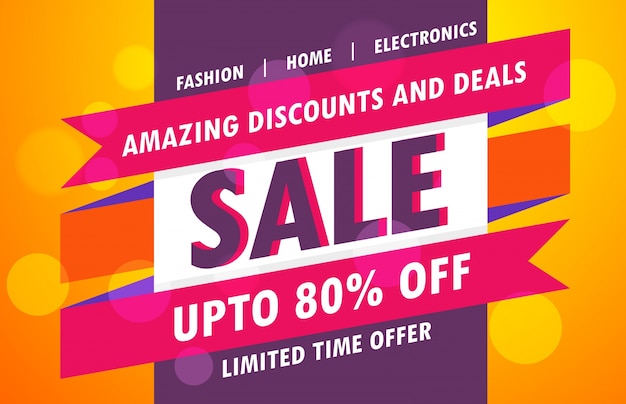 FASHION | HOME | ELECTRONICS
AMAZING DISCOUNTS AND DEALS
SALE
UPTO 80% OFF
LIMITED TIME OFFER